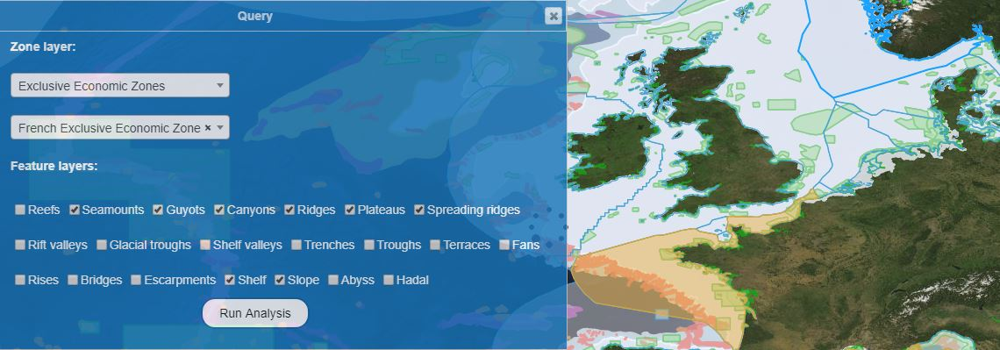 Query ×
Zone layer:
Exclusive Economic Zones
French Exclusive Economic Zone ×
Feature layers:
Reefs Seamounts Guyots Canyons Ridges Plateaus Spreading ridges
Rift valleys Glacial troughs Shelf valleys Trenches Troughs Terraces Fans
Rises Bridges Escarpments Shelf Slope Abyss Hadal
Run Analysis